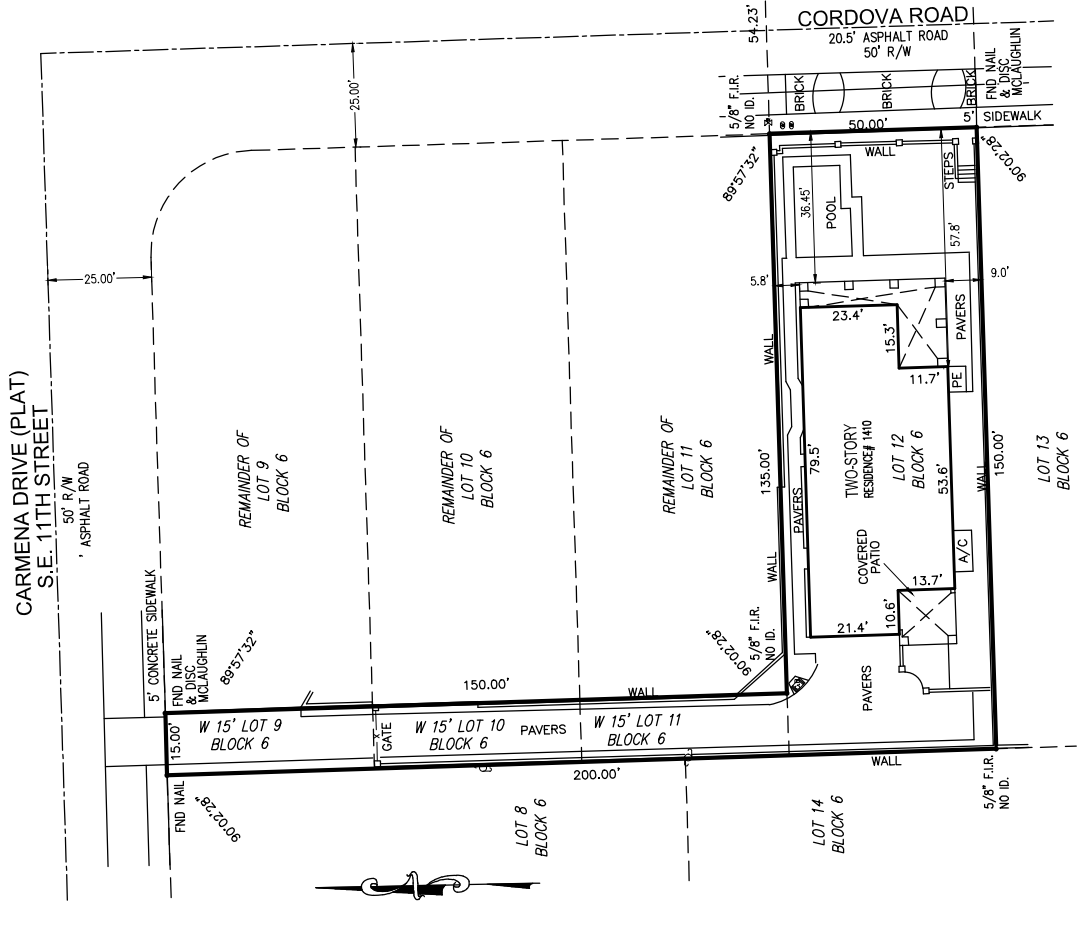 CORDOVA ROAD
20.5' ASPHALT ROAD
50' R/W
54.23'
5/8" F.I.R.
NO ID.
BRICK
BRICK
BRICK
FND NAIL
& DISC
MCLAUGHLIN
5' SIDEWALK
50.00'
25.00'
25.00'
89°57'32"
90°02'28"
WALL
STEPS
36.45'
POOL
57.8'
5.8'
9.0'
23.4'
15.3'
11.7'
PAVERS
PE
WALL
CARMENA DRIVE (PLAT)
S.E. 11TH STREET
50' R/W
' ASPHALT ROAD
REMAINDER OF
LOT 9
BLOCK 6
REMAINDER OF
LOT 10
BLOCK 6
REMAINDER OF
LOT 11
BLOCK 6
135.00'
79.5'
TWO-STORY
RESIDENCE# 1410
LOT 12
BLOCK 6
53.6'
WALL
150.00'
LOT 13
BLOCK 6
PAVERS
WALL
COVERED
PATIO
A/C
13.7'
10.6'
21.4'
5' CONCRETE SIDEWALK
FND NAIL
& DISC
MCLAUGHLIN
89°57'32"
90°02'28"
5/8" F.I.R.
NO ID.
150.00'
WALL
PAVERS
15.00'
W 15' LOT 9
BLOCK 6
GATE
X
W 15' LOT 10
BLOCK 6
PAVERS
W 15' LOT 11
BLOCK 6
200.00'
WALL
FND NAIL
90°02'28"
LOT 8
BLOCK 6
LOT 14
BLOCK 6
5/8" F.I.R.
NO ID.
N